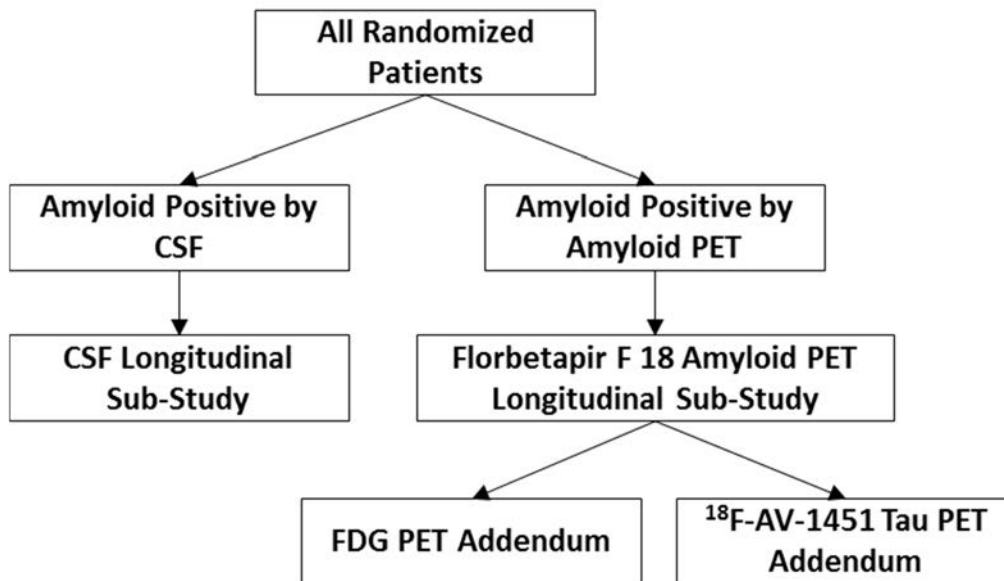 All Randomized
Patients
Amyloid Positive by
CSF
Amyloid Positive by
Amyloid PET
CSF Longitudinal
Sub-Study
Florbetapir F 18 Amyloid PET
Longitudinal Sub-Study
FDG PET Addendum
¹⁸F-AV-1451 Tau PET
Addendum